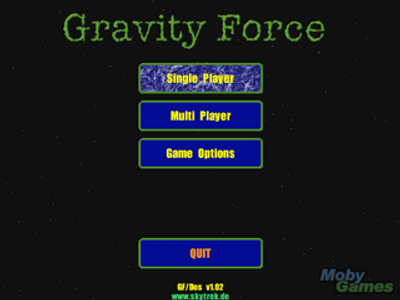 Gravity Force
Single Player
Multi Player
Game Options
QUIT
GF/Dos v1.02
www.skytrek.de
Moby
Games